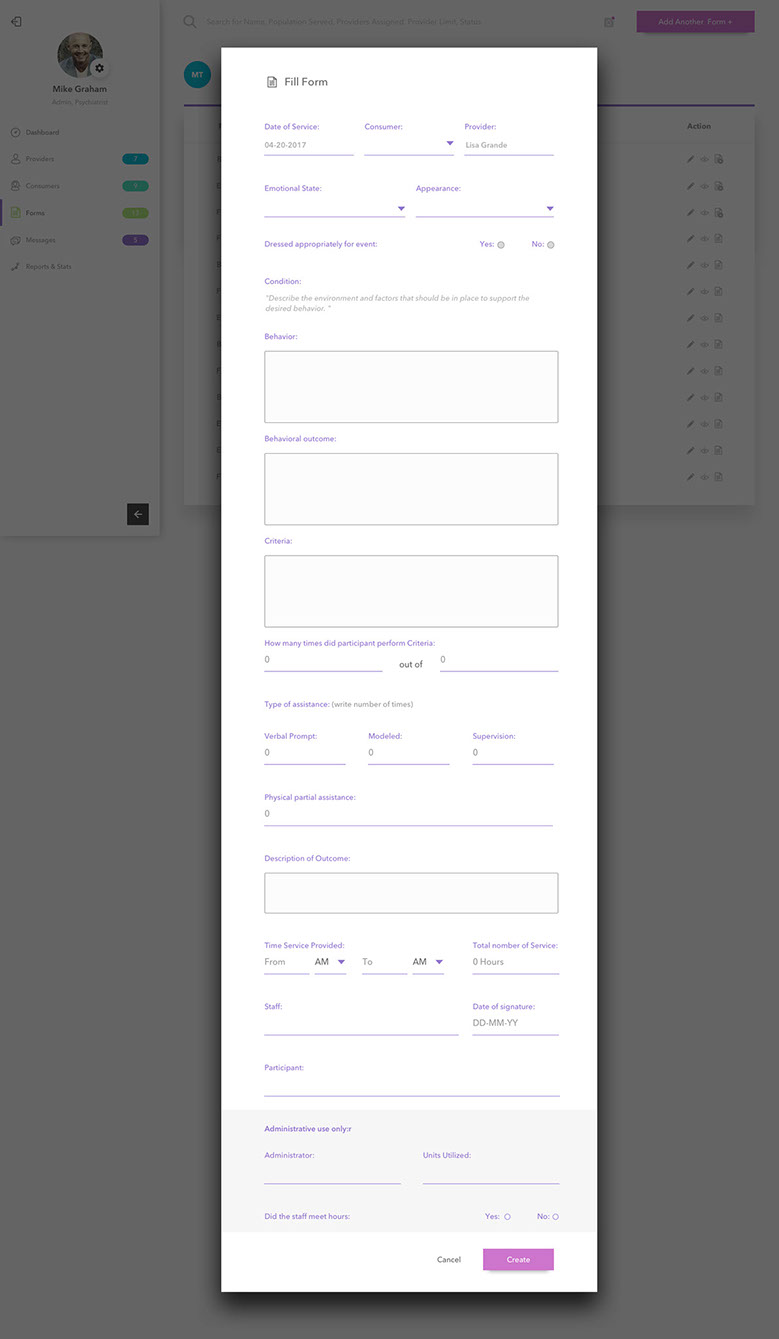 Search for Name, Population Served, Providers Assigned, Provider Limit, Status
Add Another Form +
MT
Mike Graham
Admin, Psychiatrist
Dashboard
Providers 7
Consumers 9
Forms 11
Messages 5
Reports & Stats
Action
Fill Form
Date of Service: Consumer: Provider:
04-20-2017 Lisa Grande
Emotional State: Appearance:
Dressed appropriately for event: Yes: No:
Condition:
"Describe the environment and factors that should be in place to support the
desired behavior. "
Behavior:
Behavioral outcome:
Criteria:
How many times did participant perform Criteria:
0 out of 0
Type of assistance: (write number of times)
Verbal Prompt: Modeled: Supervision:
0 0 0
Physical partial assistance:
0
Description of Outcome:
Time Service Provided: Total nomber of Service:
From AM To AM 0 Hours
Staff: Date of signature:
DD-MM-YY
Participant:
Administrative use only:r
Administrator: Units Utilized:
Did the staff meet hours: Yes: No:
Cancel Create